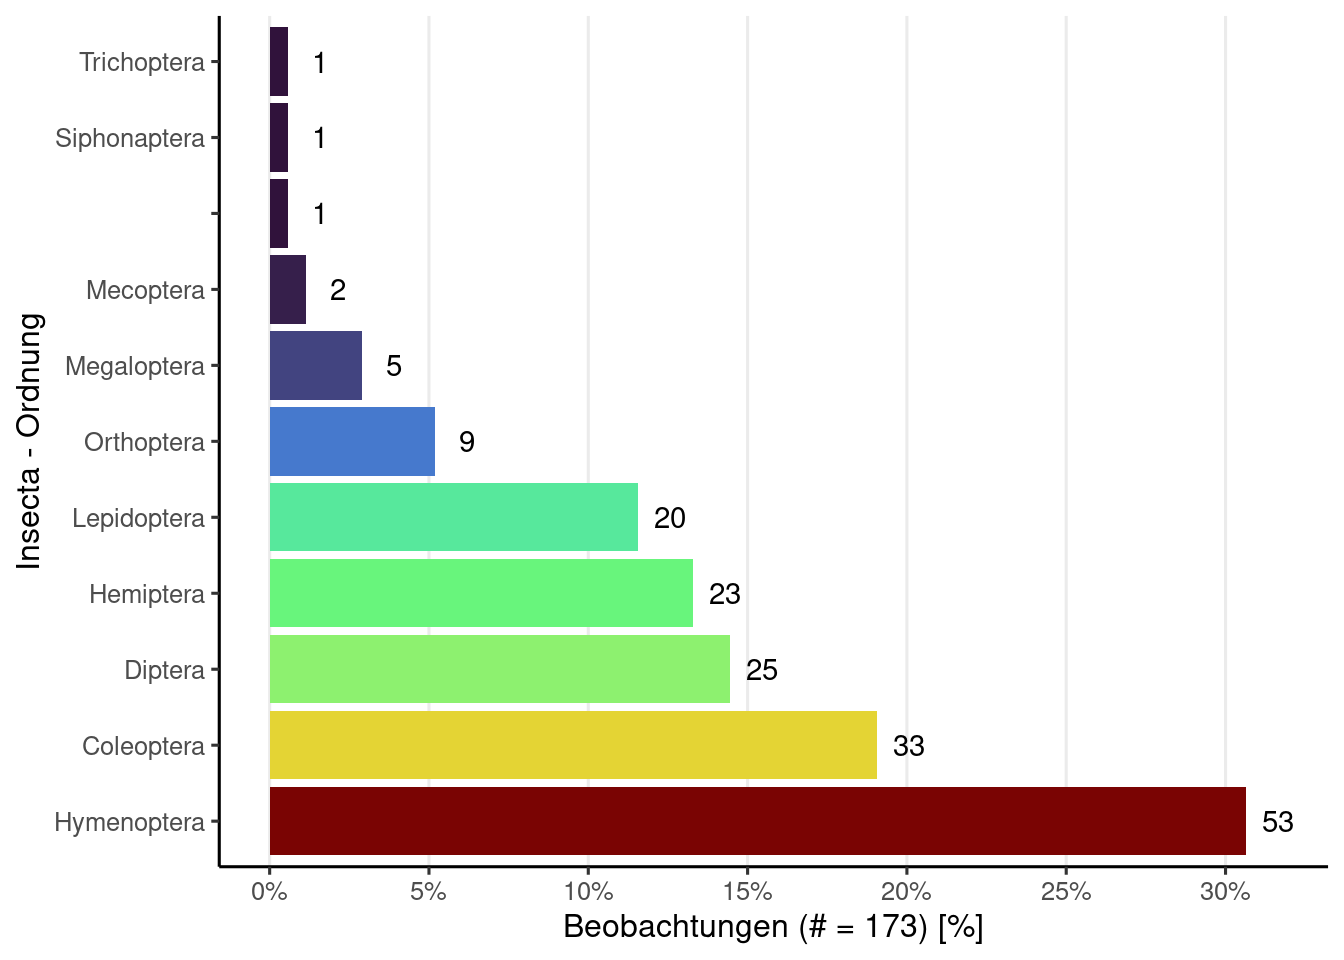 Insecta - Ordnung
Trichoptera 1
Siphonaptera 1
1
Mecoptera 2
Megaloptera 5
Orthoptera 9
Lepidoptera 20
Hemiptera 23
Diptera 25
Coleoptera 33
Hymenoptera 53
0% 5% 10% 15% 20% 25% 30%
Beobachtungen (# = 173) [%]